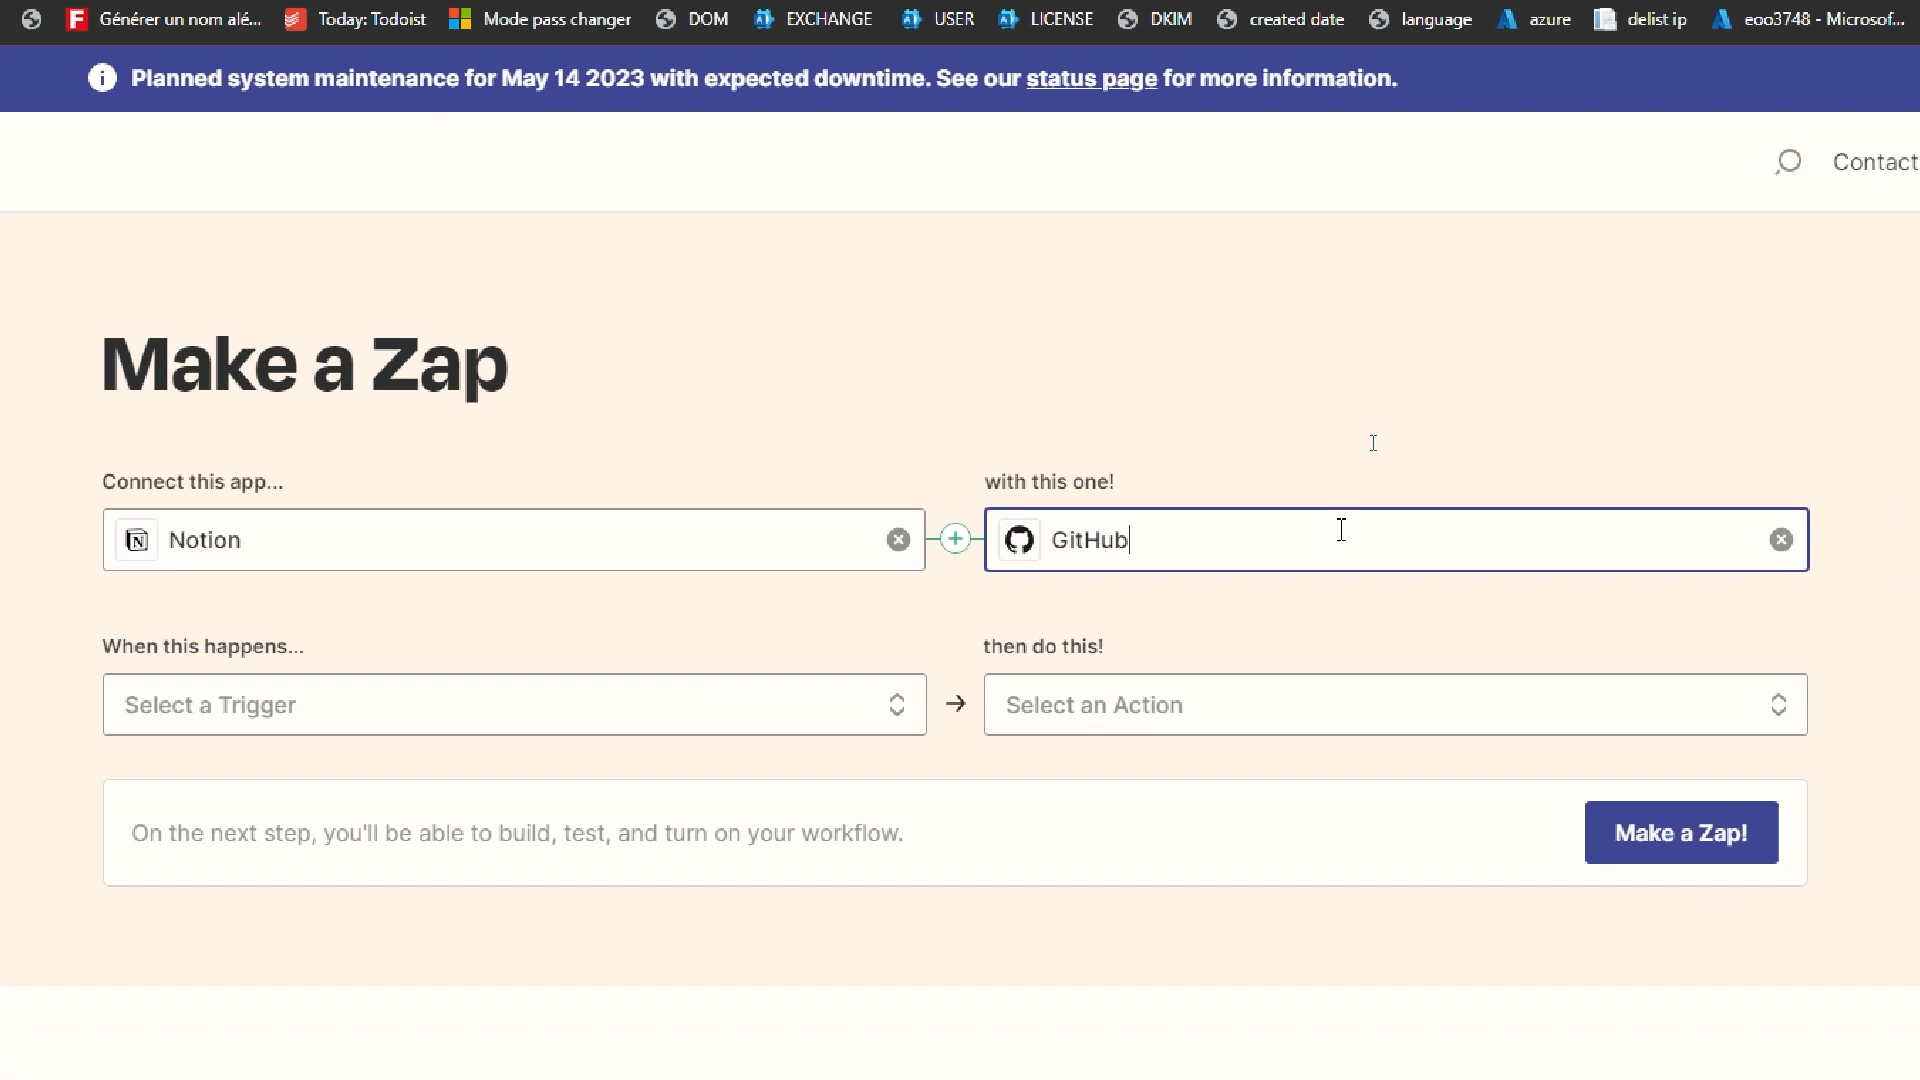 Générer un nom alé... Today: Todoist Mode pass changer DOM EXCHANGE USER LICENSE DKIM created date language azure delist ip eoo3748 - Microsof...
Planned system maintenance for May 14 2023 with expected downtime. See our status page for more information.
Contact
Make a Zap
Connect this app... with this one!
Notion GitHub
When this happens... then do this!
Select a Trigger Select an Action
On the next step, you'll be able to build, test, and turn on your workflow. Make a Zap!